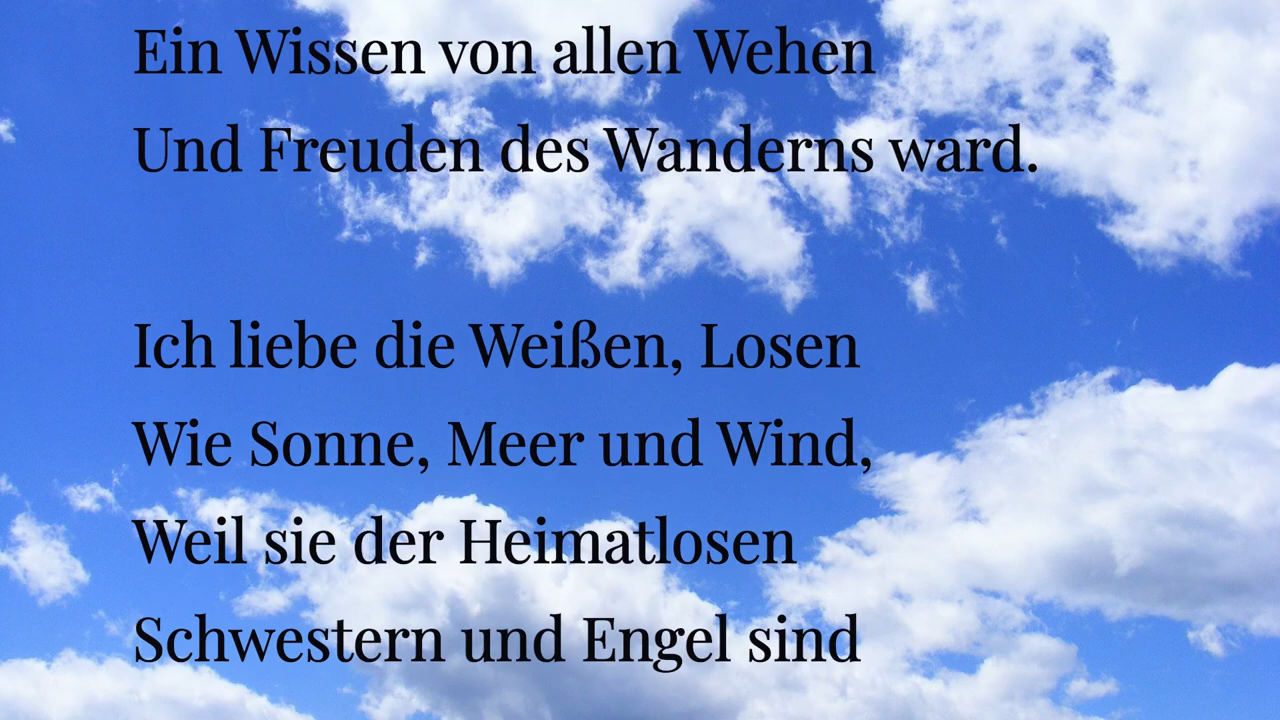 Ein Wissen von allen Wehen
Und Freuden des Wanderns ward.
Ich liebe die Weißen, Losen
Wie Sonne, Meer und Wind,
Weil sie der Heimatlosen
Schwestern und Engel sind